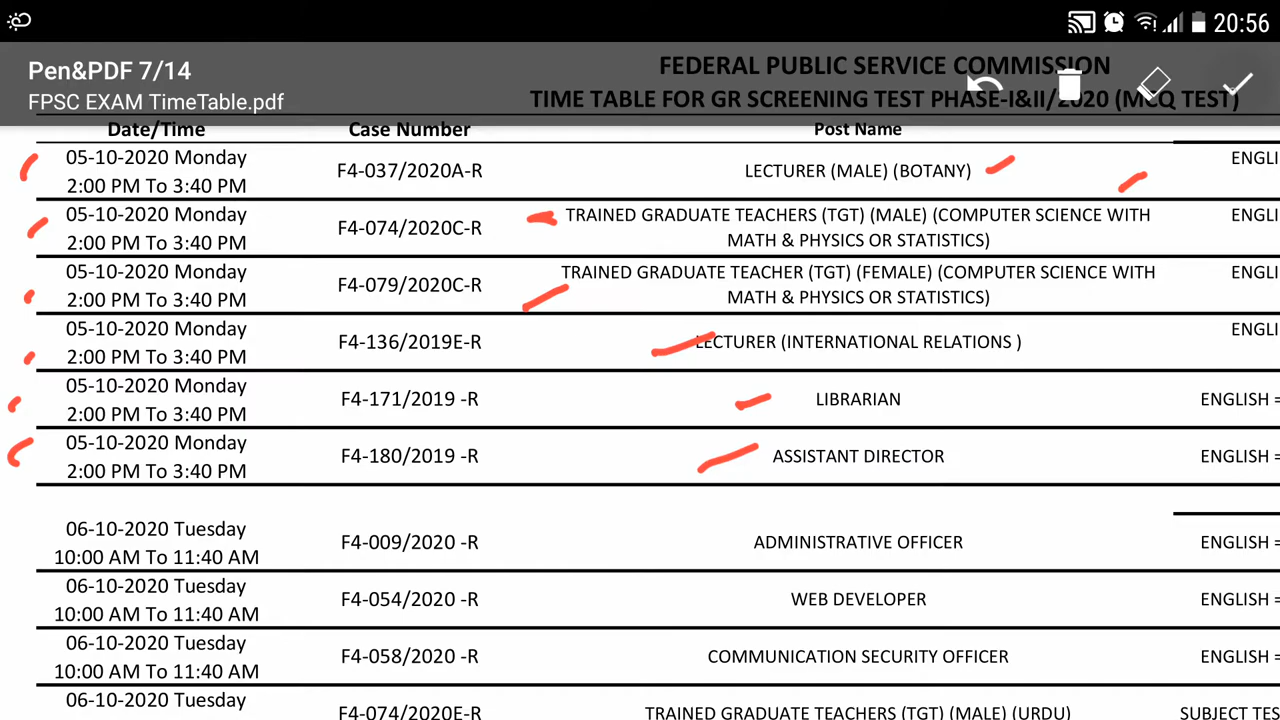 20:56
Pen&PDF 7/14
FPSC EXAM TimeTable.pdf
FEDERAL PUBLIC SERVICE COMMISSION
TIME TABLE FOR GR SCREENING TEST PHASE-I&II/2020 (MCQ TEST)
Date/Time Case Number Post Name
05-10-2020 Monday
2:00 PM To 3:40 PM
F4-037/2020A-R
LECTURER (MALE) (BOTANY)
ENGLI
05-10-2020 Monday
2:00 PM To 3:40 PM
F4-074/2020C-R
TRAINED GRADUATE TEACHERS (TGT) (MALE) (COMPUTER SCIENCE WITH
MATH & PHYSICS OR STATISTICS)
ENGLI
05-10-2020 Monday
2:00 PM To 3:40 PM
F4-079/2020C-R
TRAINED GRADUATE TEACHER (TGT) (FEMALE) (COMPUTER SCIENCE WITH
MATH & PHYSICS OR STATISTICS)
ENGLI
05-10-2020 Monday
2:00 PM To 3:40 PM
F4-136/2019E-R
LECTURER (INTERNATIONAL RELATIONS )
ENGLI
05-10-2020 Monday
2:00 PM To 3:40 PM
F4-171/2019 -R
LIBRARIAN
ENGLISH =
05-10-2020 Monday
2:00 PM To 3:40 PM
F4-180/2019 -R
ASSISTANT DIRECTOR
ENGLISH =
06-10-2020 Tuesday
10:00 AM To 11:40 AM
F4-009/2020 -R
ADMINISTRATIVE OFFICER
ENGLISH =
06-10-2020 Tuesday
10:00 AM To 11:40 AM
F4-054/2020 -R
WEB DEVELOPER
ENGLISH =
06-10-2020 Tuesday
10:00 AM To 11:40 AM
F4-058/2020 -R
COMMUNICATION SECURITY OFFICER
ENGLISH =
06-10-2020 Tuesday
F4-074/2020E-R
TRAINED GRADUATE TEACHERS (TGT) (MALE) (URDU)
SUBJECT TES